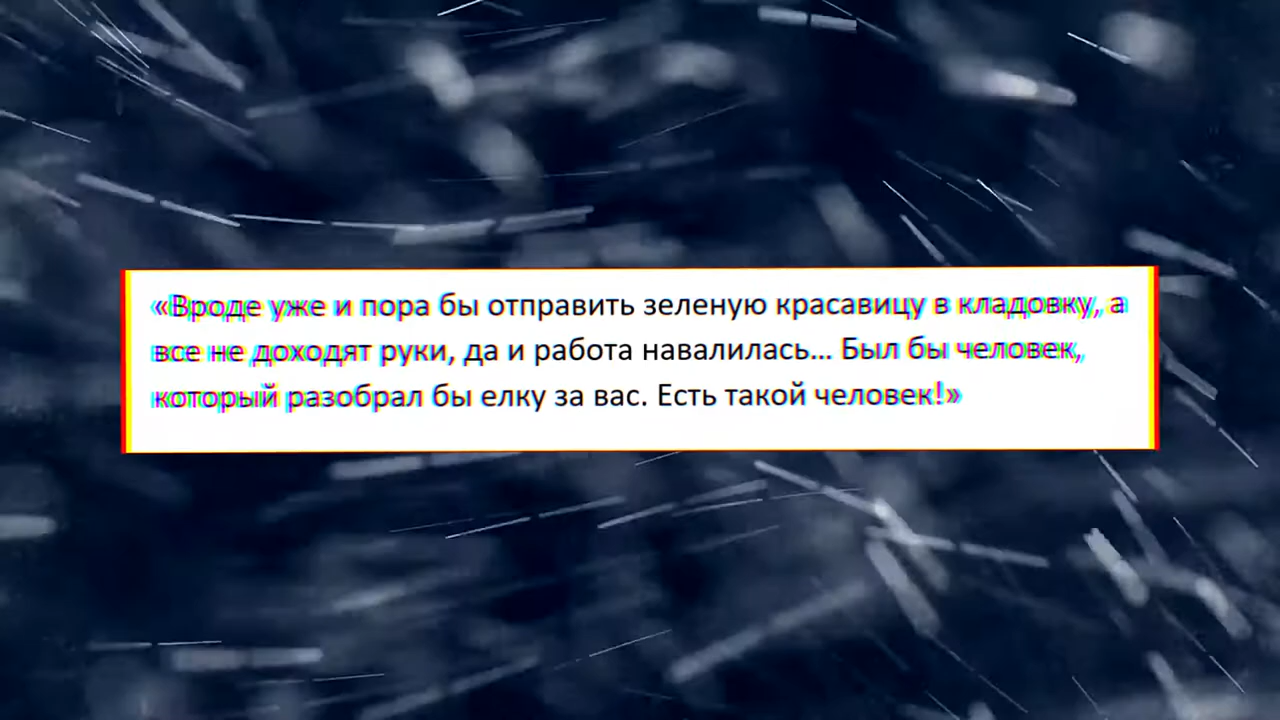 «Вроде уже и пора бы отправить зеленую красавицу в кладовку, а
все не доходят руки, да и работа навалилась... Был бы человек,
который разобрал бы елку за вас. Есть такой человек!»